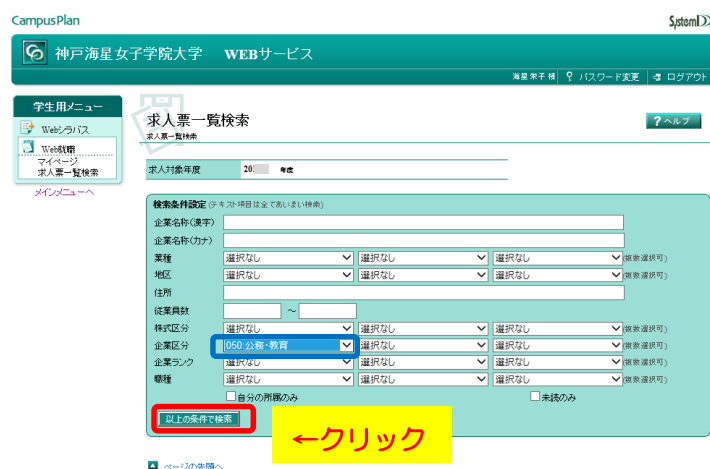 CampusPlan
SystemD
神戸海星女子学院大学 WEBサービス
海星 栄子 様 パスワード変更 ログアウト
学生用メニュー
Webシラバス
Web就職
マイページ
求人票一覧検索
メインメニューへ
求人票一覧検索
求人票一覧検索
?ヘルプ
求人対象年度 20 年度
検索条件設定(テキスト項目は全てあいまい検索)
企業名称(漢字)
企業名称(カナ)
業種 選択なし 選択なし 選択なし (複数選択可)
地区 選択なし 選択なし 選択なし (複数選択可)
住所
従業員数 ～
株式区分 選択なし 選択なし 選択なし (複数選択可)
企業区分 050:公務・教育 選択なし 選択なし (複数選択可)
企業ランク 選択なし 選択なし 選択なし (複数選択可)
職種 選択なし 選択なし 選択なし (複数選択可)
自分の所属のみ 未読のみ
以上の条件で検索
←クリック
ページの先頭へ